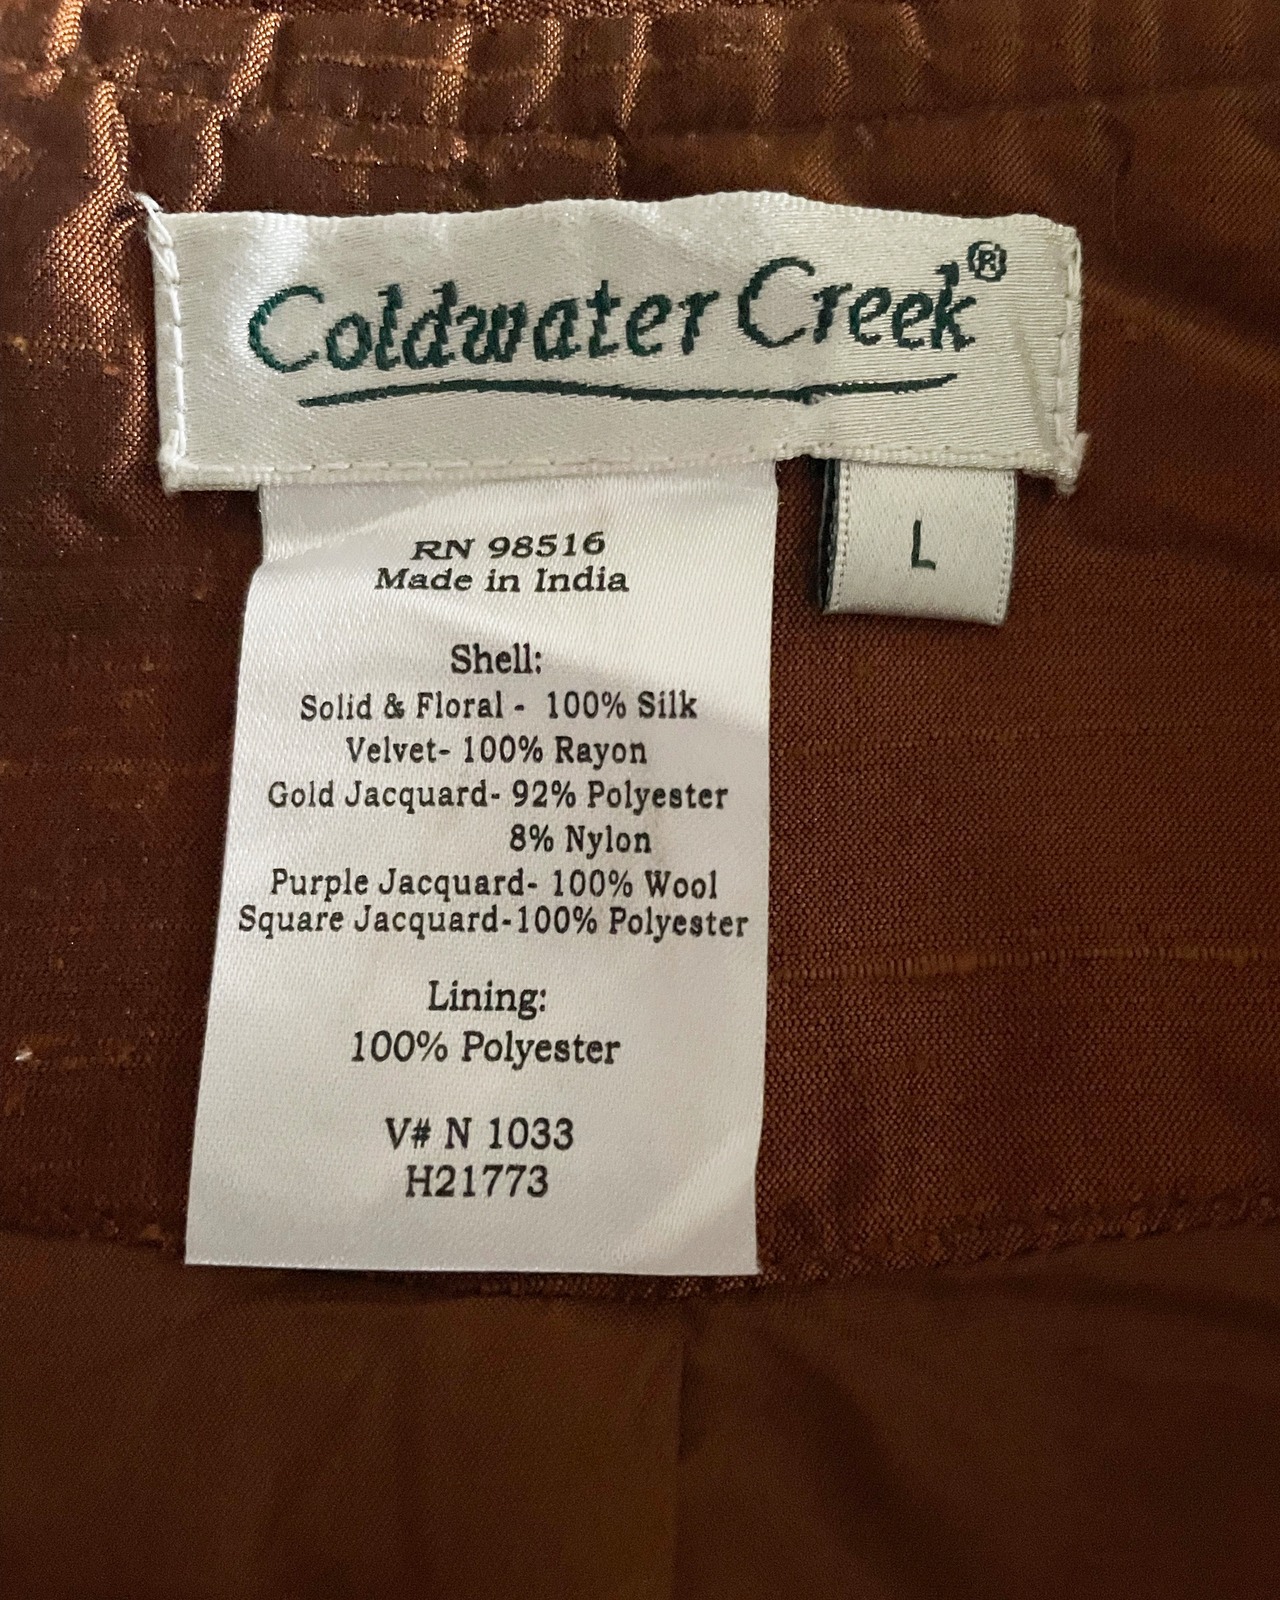 Coldwater Creek®
L
RN 98516
Made in India
Shell:
Solid & Floral - 100% Silk
Velvet- 100% Rayon
Gold Jacquard- 92% Polyester
8% Nylon
Purple Jacquard- 100% Wool
Square Jacquard-100% Polyester
Lining:
100% Polyester
V# N 1033
H21773